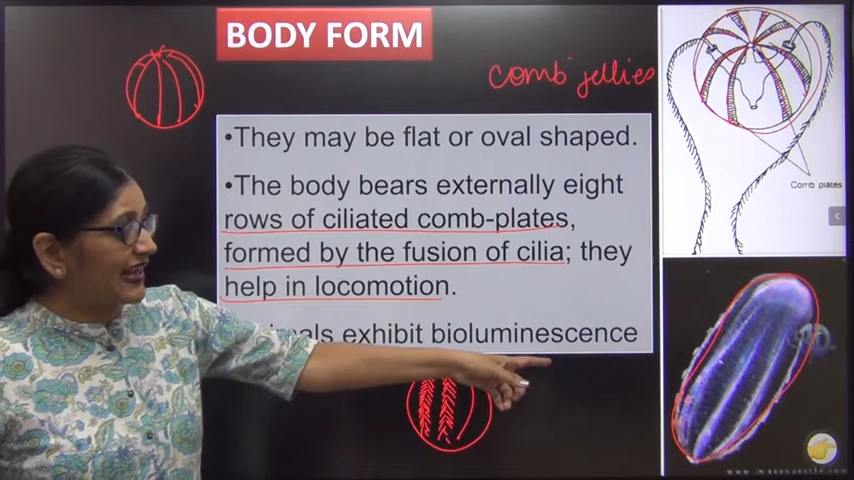 BODY FORM
comb jellies
•They may be flat or oval shaped.
•The body bears externally eight
rows of ciliated comb-plates,
formed by the fusion of cilia; they
help in locomotion.
exhibit bioluminescence
Comb plates